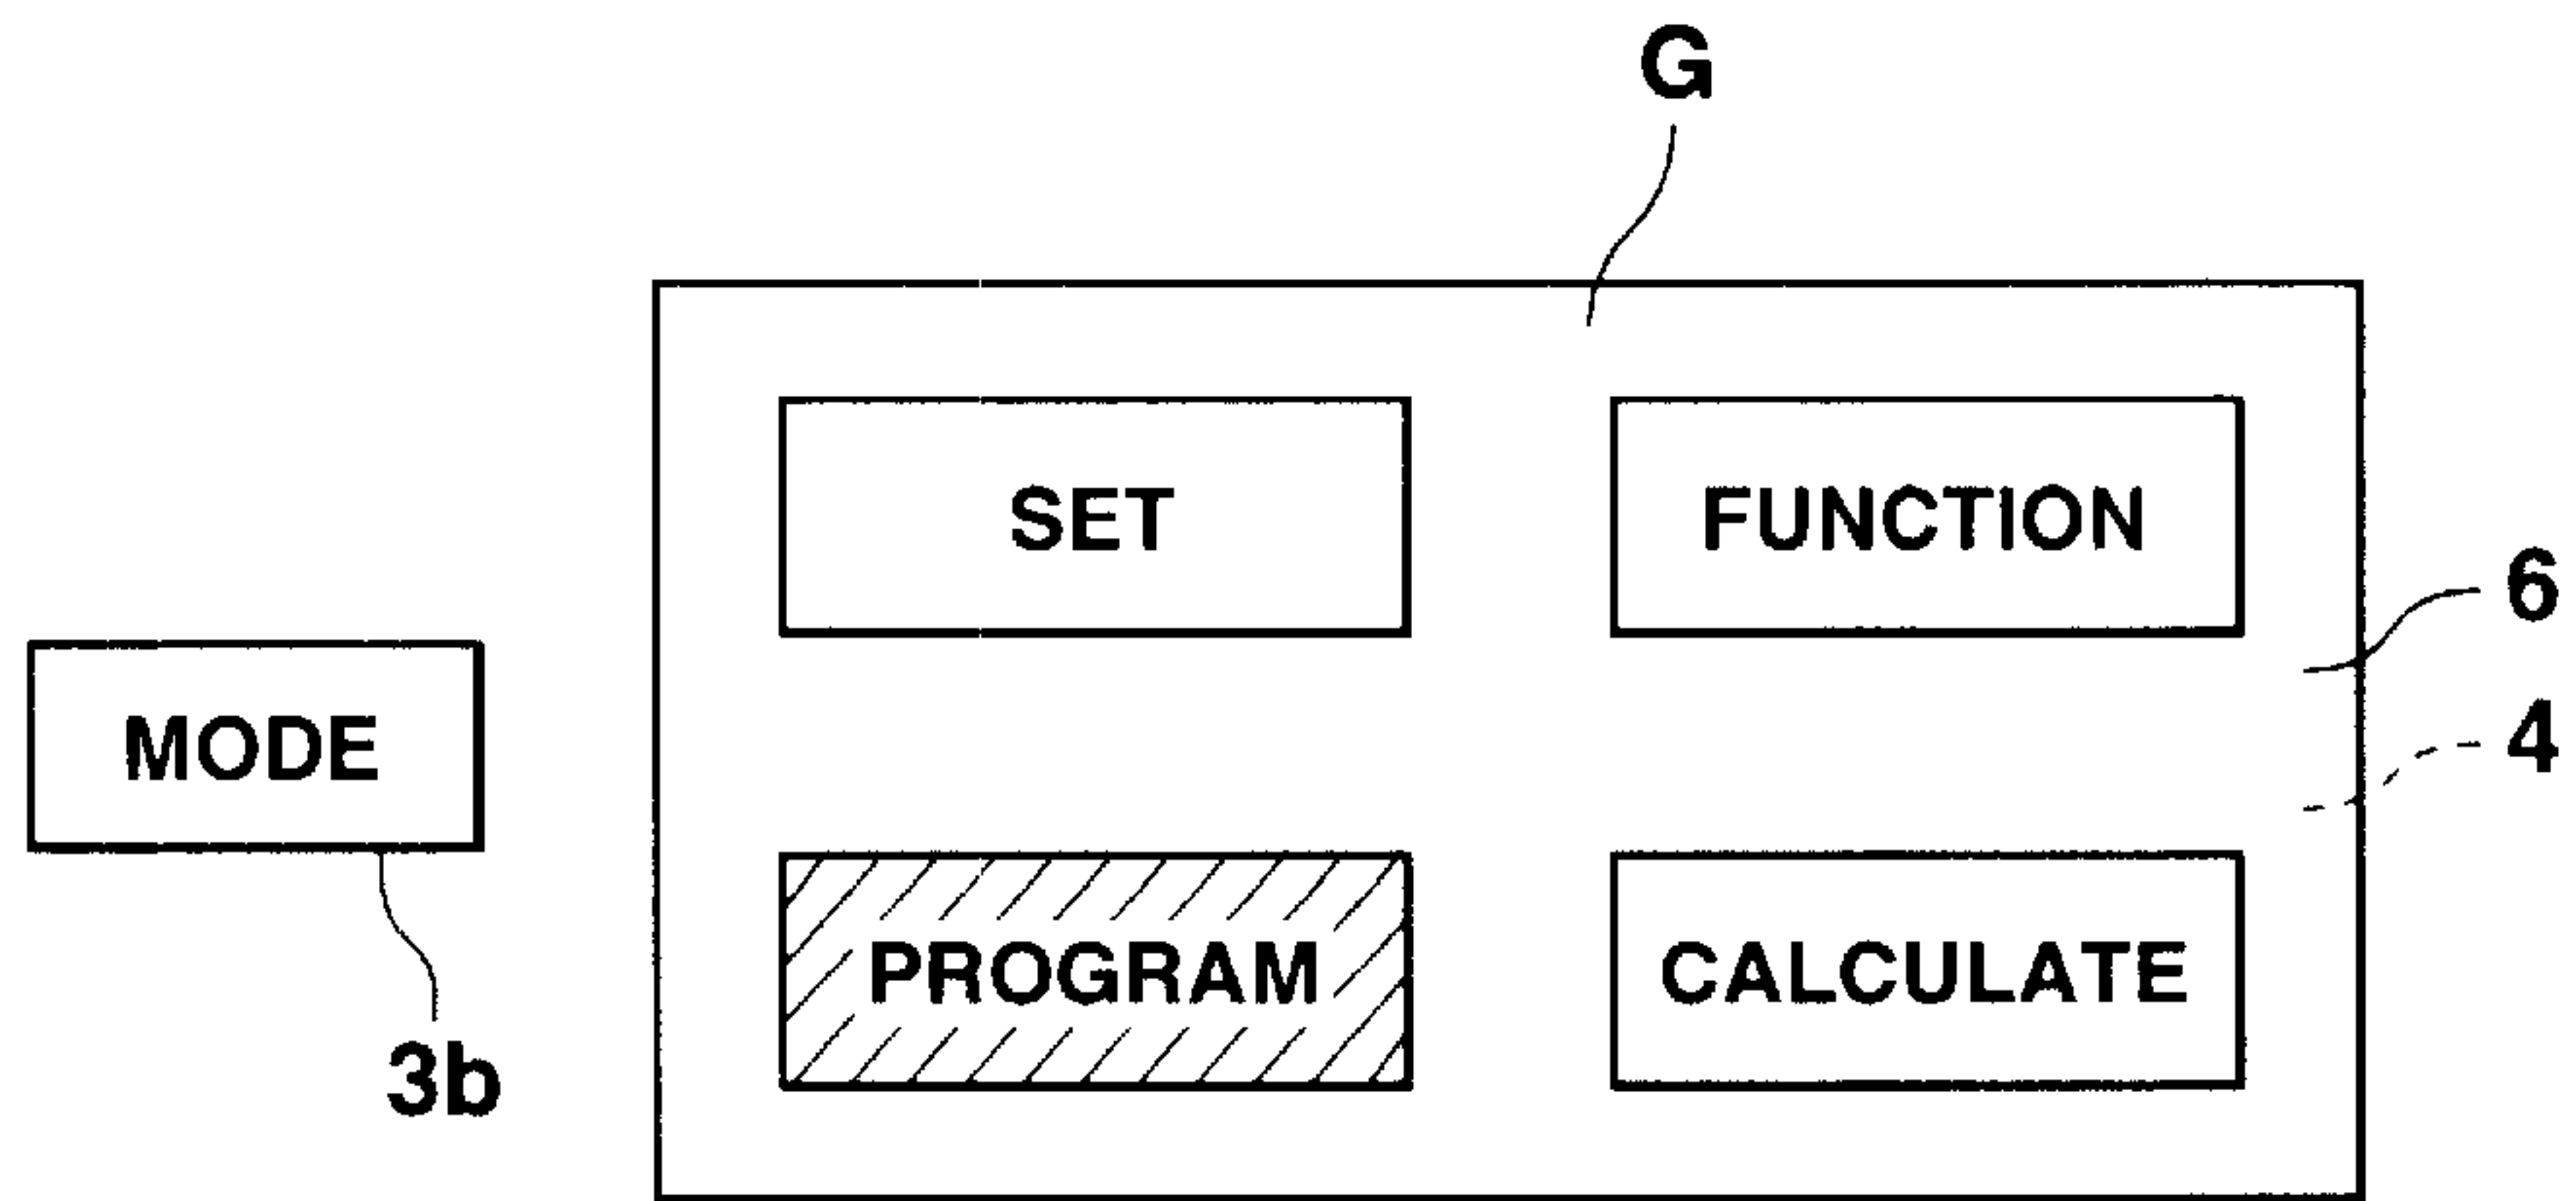 G
SET
FUNCTION
6
MODE
4
PROGRAM
CALCULATE
3b